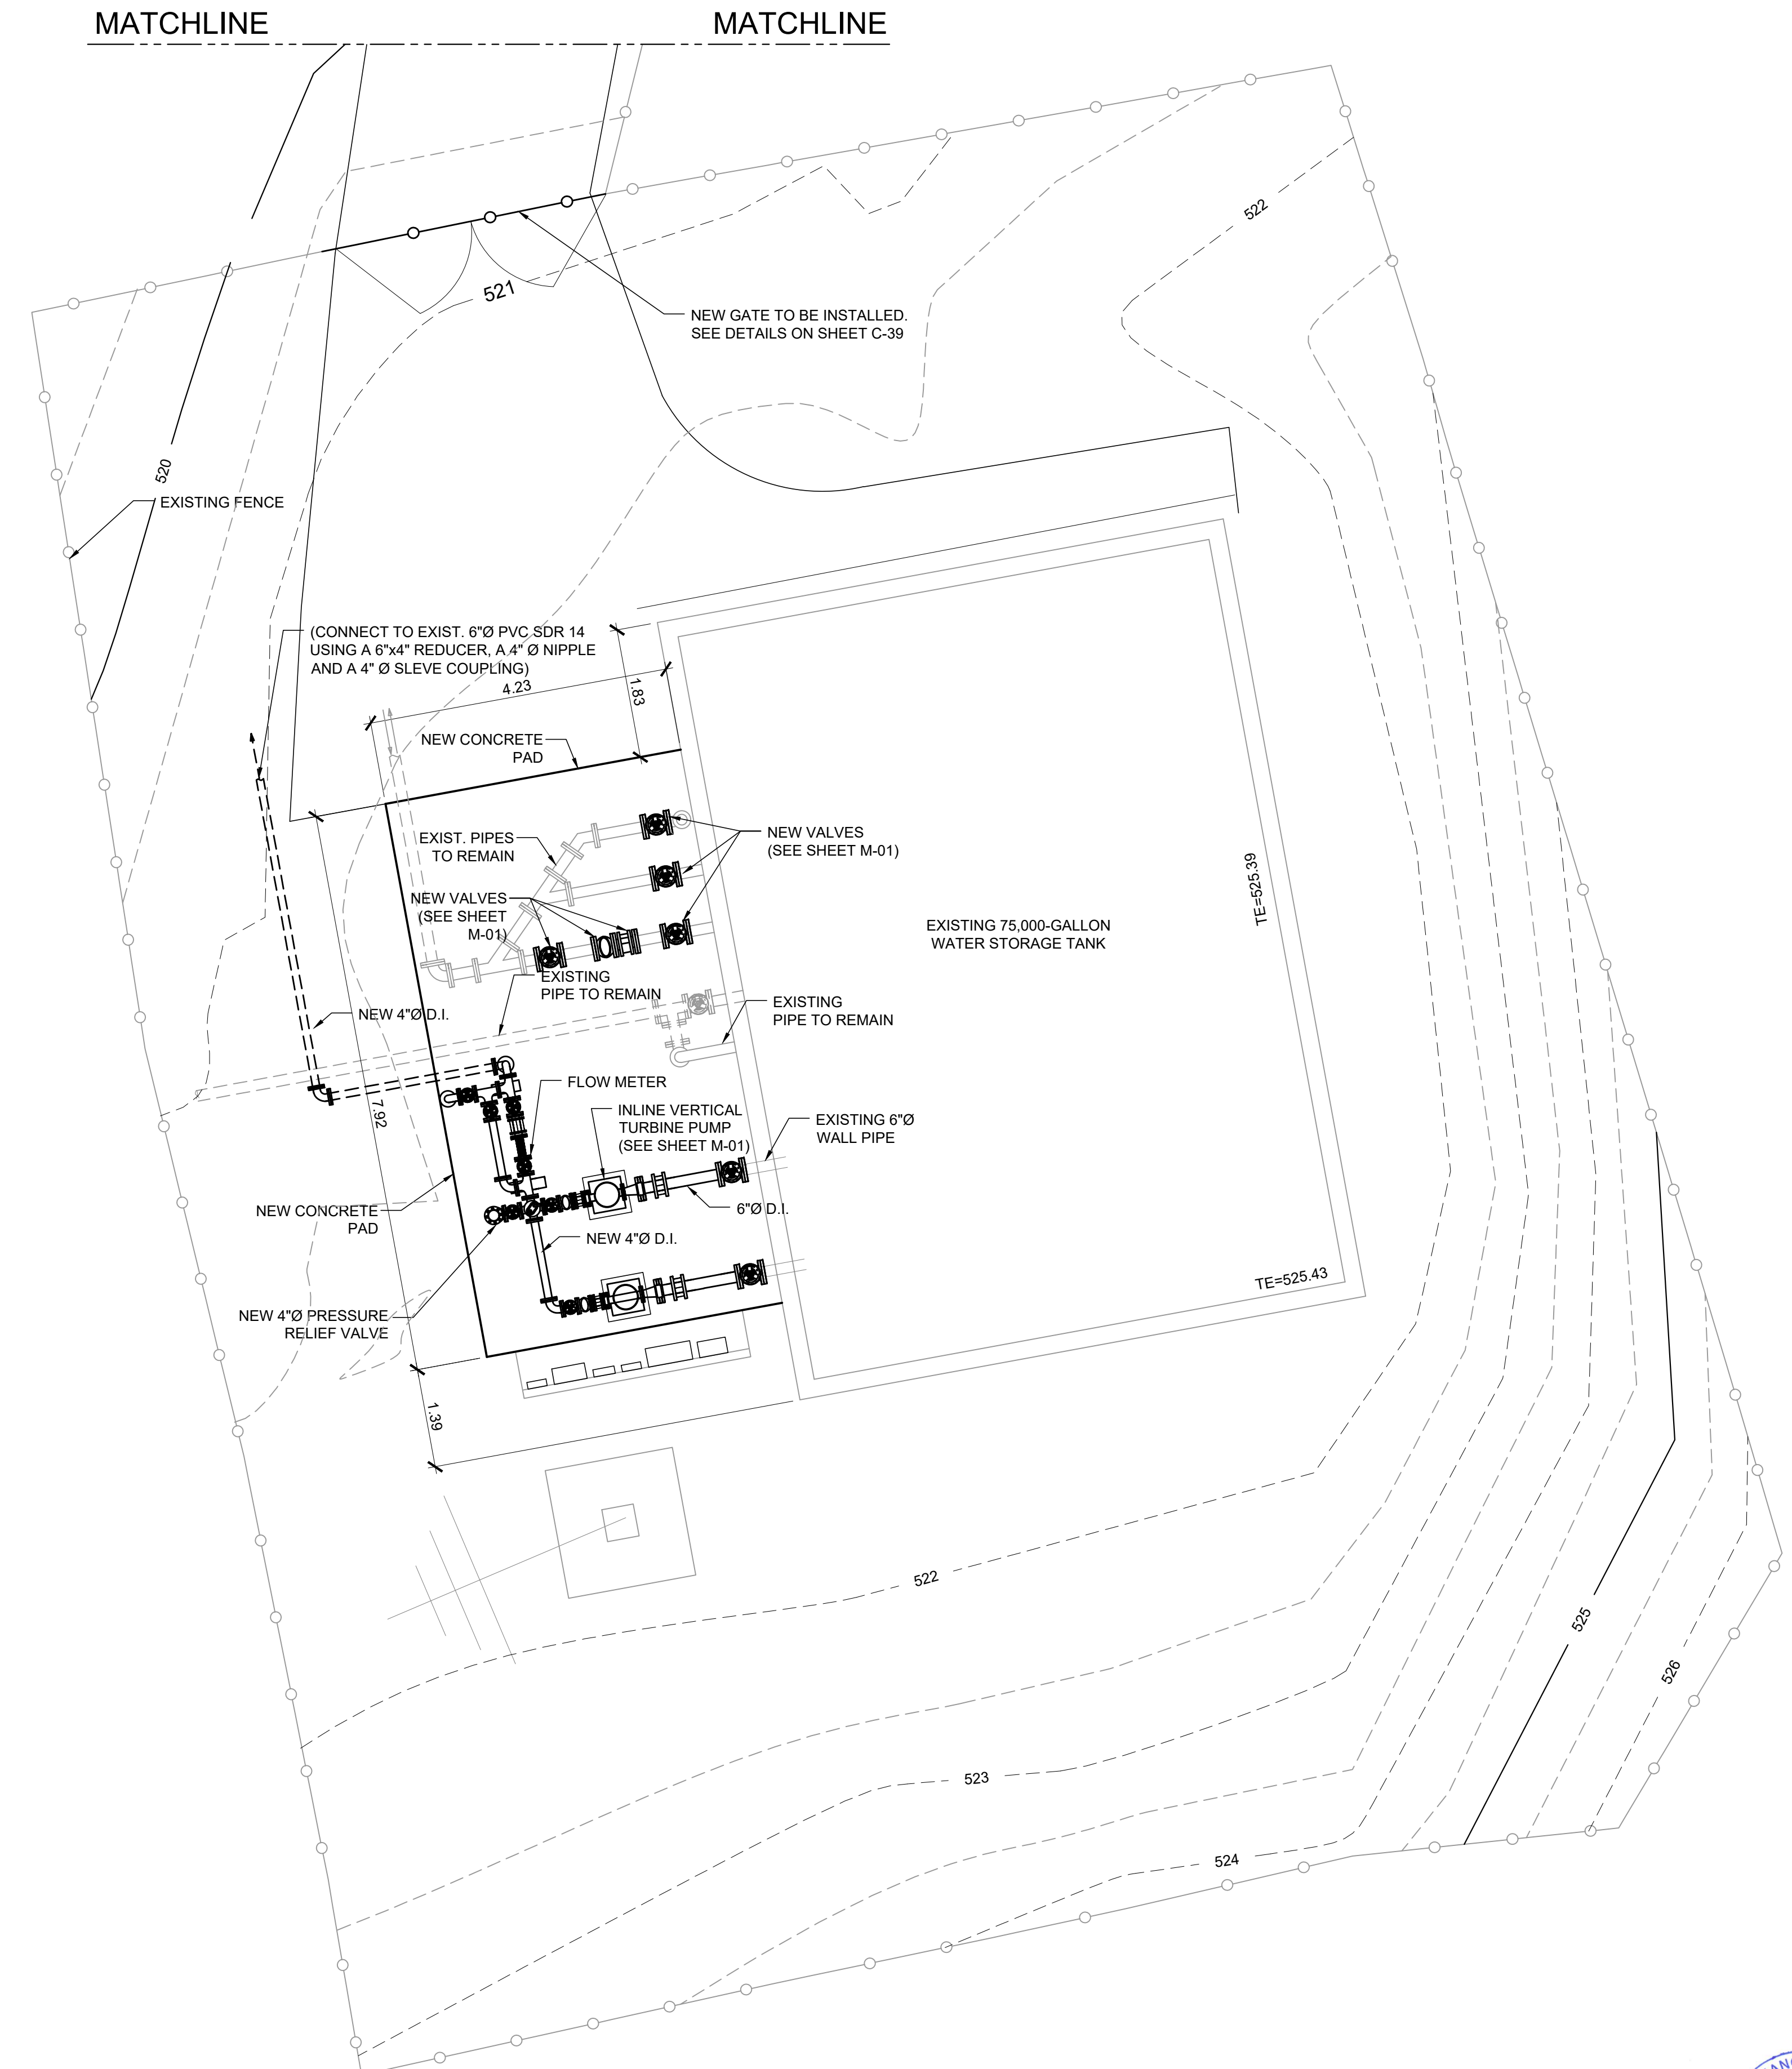 MATCHLINE
MATCHLINE
522
521
NEW GATE TO BE INSTALLED.
SEE DETAILS ON SHEET C-39
520
EXISTING FENCE
(CONNECT TO EXIST. 6"Ø PVC SDR 14
USING A 6"x4" REDUCER, A 4" Ø NIPPLE
AND A 4" Ø SLEVE COUPLING)
4.23
1.83
NEW CONCRETE
PAD
EXIST. PIPES
TO REMAIN
NEW VALVES
(SEE SHEET M-01)
NEW VALVES
(SEE SHEET
M-01)
TE=525.39
EXISTING 75,000-GALLON
WATER STORAGE TANK
EXISTING
PIPE TO REMAIN
EXISTING
PIPE TO REMAIN
NEW 4"Ø D.I.
FLOW METER
7.92
INLINE VERTICAL
TURBINE PUMP
(SEE SHEET M-01)
EXISTING 6"Ø
WALL PIPE
NEW CONCRETE
PAD
6"Ø D.I.
NEW 4"Ø D.I.
TE=525.43
NEW 4"Ø PRESSURE
RELIEF VALVE
1.39
522
525
526
523
524